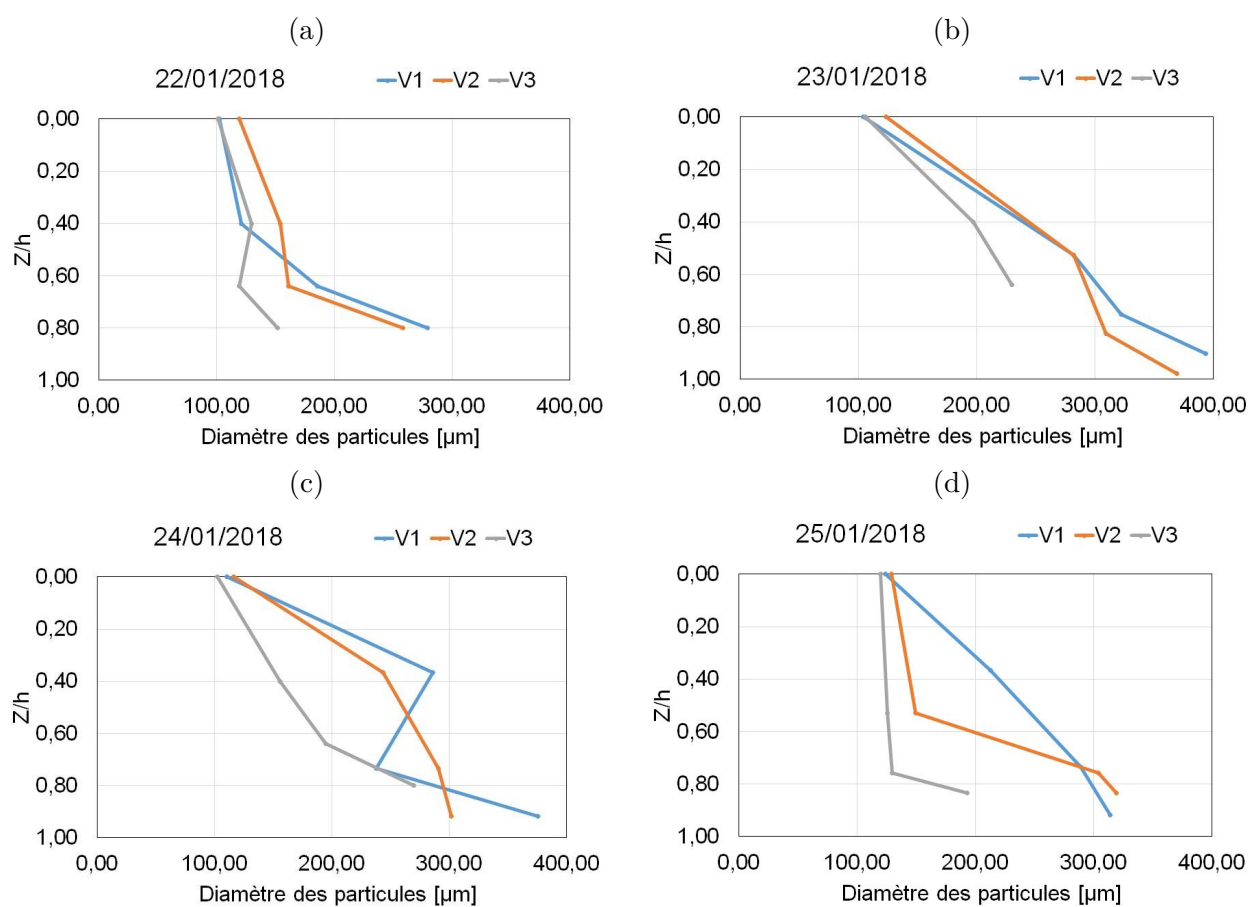 (a)
22/01/2018 V1 V2 V3
0,00
0,20
0,40
0,60
0,80
1,00
Z/h
0,00 100,00 200,00 300,00 400,00
Diamètre des particules [µm]
(b)
23/01/2018 V1 V2 V3
0,00
0,20
0,40
0,60
0,80
1,00
Z/h
0,00 100,00 200,00 300,00 400,00
Diamètre des particules [µm]
(c)
24/01/2018 V1 V2 V3
0,00
0,20
0,40
0,60
0,80
1,00
Z/h
0,00 100,00 200,00 300,00 400,00
Diamètre des particules [µm]
(d)
25/01/2018 V1 V2 V3
0,00
0,20
0,40
0,60
0,80
1,00
Z/h
0,00 100,00 200,00 300,00 400,00
Diamètre des particules [µm]